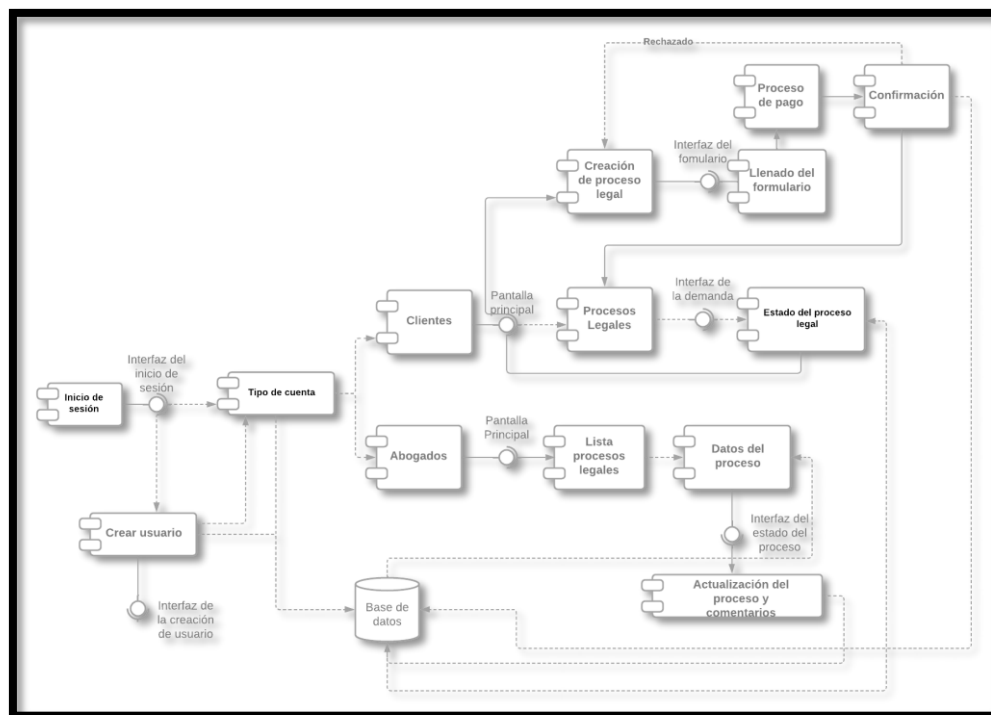 Rechazado
Proceso
de pago
Confirmación
Interfaz del
fomulario
Creación
de proceso
legal
Llenado del
formulario
Pantalla
principal
Interfaz de
la demanda
Clientes
Procesos
Legales
Estado del proceso
legal
Interfaz del
inicio de
sesión
Inicio de
sesión
Tipo de cuenta
Pantalla
Principal
Abogados
Lista
procesos
legales
Datos del
proceso
Crear usuario
Interfaz del
estado del
proceso
Interfaz de
la creación
de usuario
Base de
datos
Actualización del
proceso y
comentarios